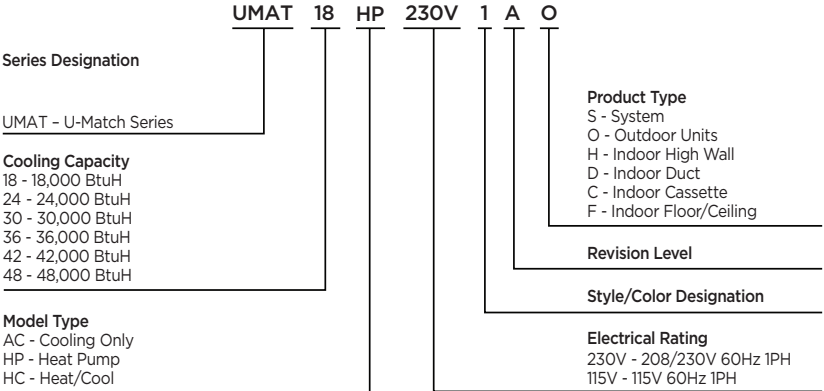 UMAT 18 HP 230V 1 A O
Series Designation
UMAT – U-Match Series
Cooling Capacity
18 - 18,000 BtuH
24 - 24,000 BtuH
30 - 30,000 BtuH
36 - 36,000 BtuH
42 - 42,000 BtuH
48 - 48,000 BtuH
Model Type
AC - Cooling Only
HP - Heat Pump
HC - Heat/Cool
Product Type
S - System
O - Outdoor Units
H - Indoor High Wall
D - Indoor Duct
C - Indoor Cassette
F - Indoor Floor/Ceiling
Revision Level
Style/Color Designation
Electrical Rating
230V - 208/230V 60Hz 1PH
115V - 115V 60Hz 1PH